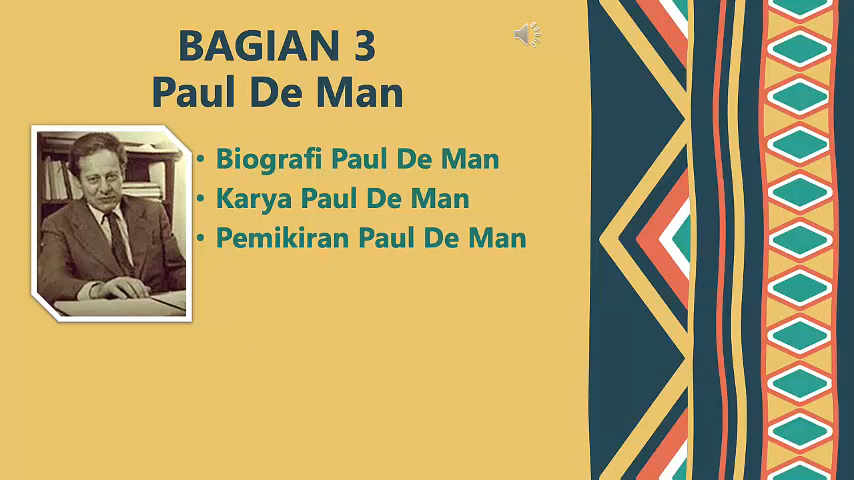 BAGIAN 3
Paul De Man
• Biografi Paul De Man
• Karya Paul De Man
• Pemikiran Paul De Man